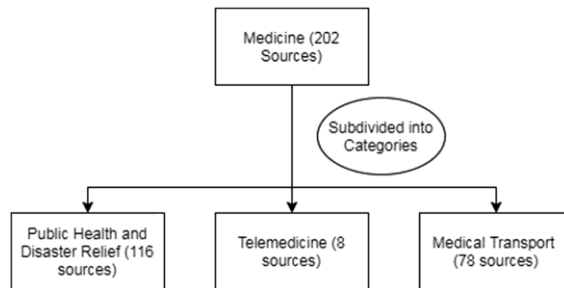 Medicine (202
Sources)
Subdivided into
Categories
Public Health and
Disaster Relief (116
sources)
Telemedicine (8
sources)
Medical Transport
(78 sources)